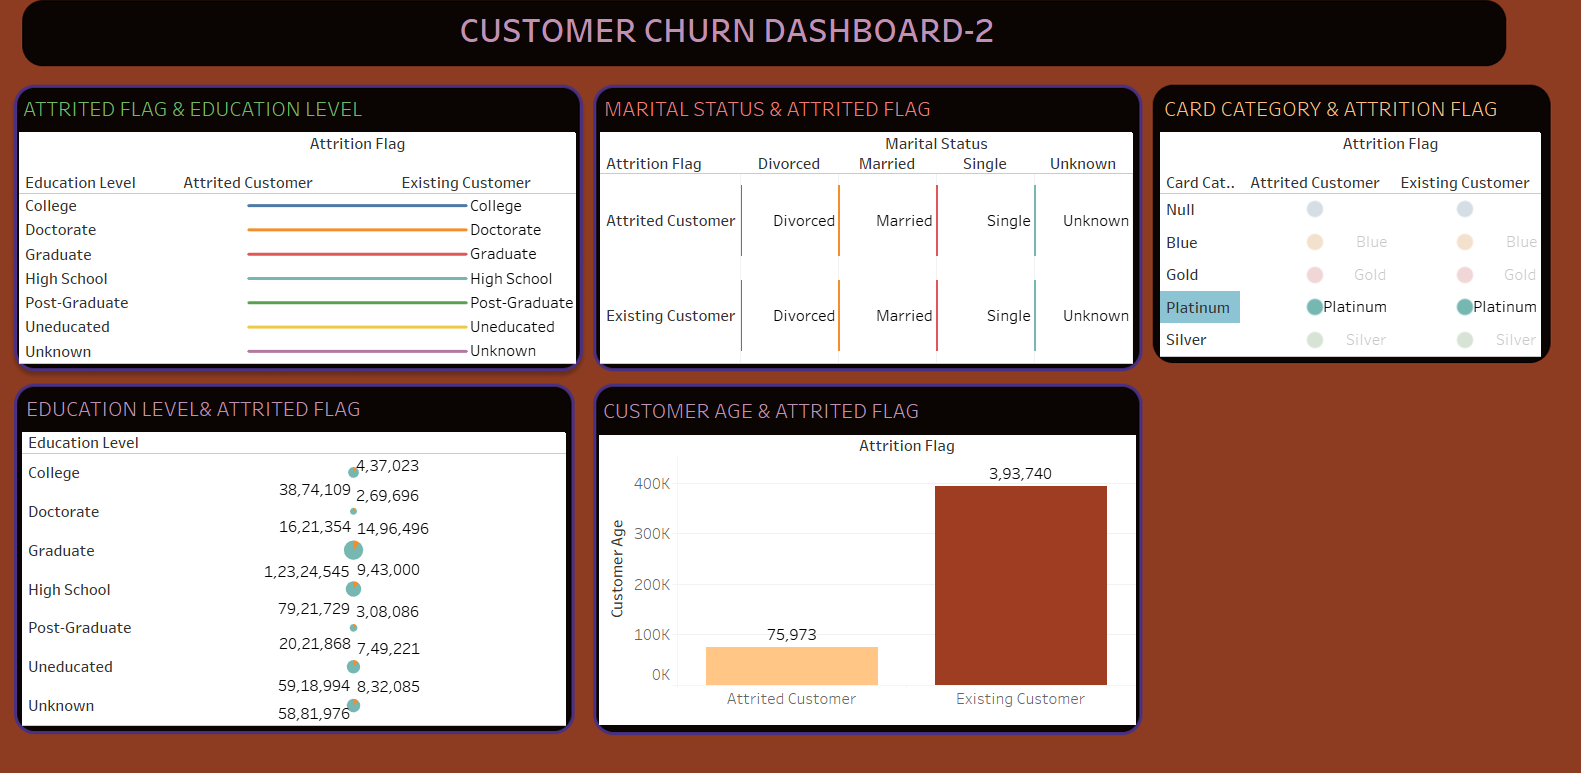 CUSTOMER CHURN DASHBOARD-2
ATTRITED FLAG & EDUCATION LEVEL
Attrition Flag
Education Level Attrited Customer Existing Customer
College College
Doctorate Doctorate
Graduate Graduate
High School High School
Post-Graduate Post-Graduate
Uneducated Uneducated
Unknown Unknown
MARITAL STATUS & ATTRITED FLAG
Marital Status
Attrition Flag Divorced Married Single Unknown
Attrited Customer Divorced Married Single Unknown
Existing Customer Divorced Married Single Unknown
CARD CATEGORY & ATTRITION FLAG
Attrition Flag
Card Cat.. Attrited Customer Existing Customer
Null
Blue Blue Blue
Gold Gold Gold
Platinum Platinum Platinum
Silver Silver Silver
EDUCATION LEVEL& ATTRITED FLAG
Education Level
4,37,023
College
38,74,109 2,69,696
Doctorate
16,21,354 14,96,496
Graduate
1,23,24,545 9,43,000
High School
79,21,729 3,08,086
Post-Graduate
20,21,868 7,49,221
Uneducated
59,18,994 8,32,085
Unknown
58,81,976
CUSTOMER AGE & ATTRITED FLAG
Attrition Flag
3,93,740
400K
300K
Customer Age
200K
100K
75,973
0K
Attrited Customer Existing Customer